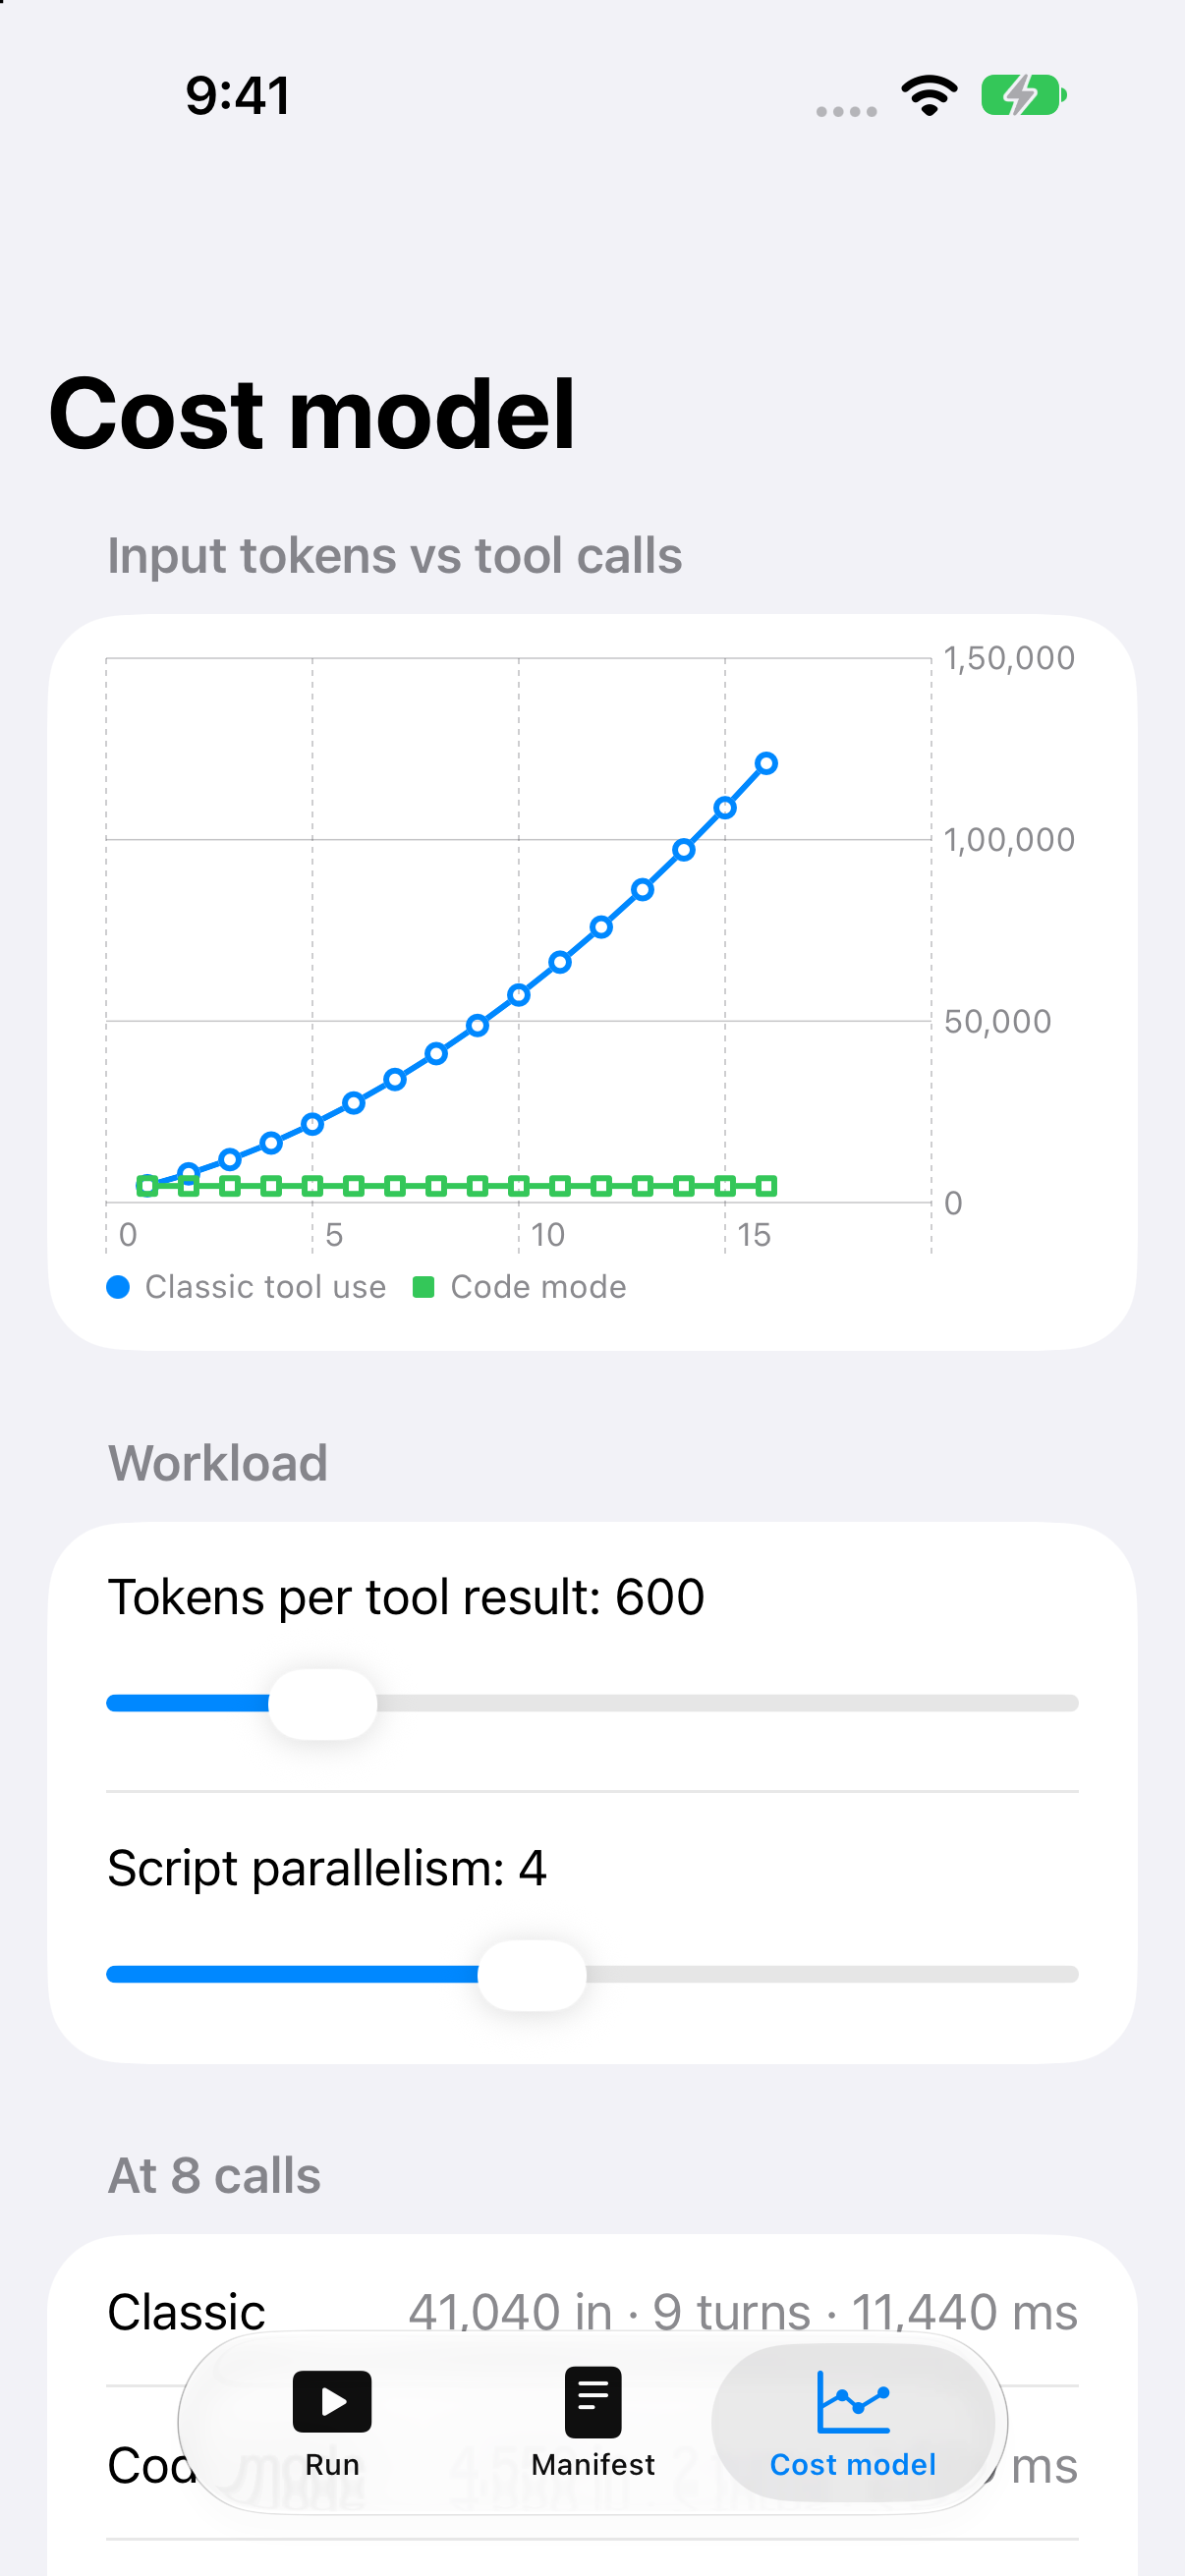 9:41
Cost model
Input tokens vs tool calls
1,50,000
1,00,000
50,000
0
0 5 10 15
Classic tool use Code mode
Workload
Tokens per tool result: 600
Script parallelism: 4
At 8 calls
Classic 41,040 in · 9 turns · 11,440 ms
ms
Run Manifest Cost model